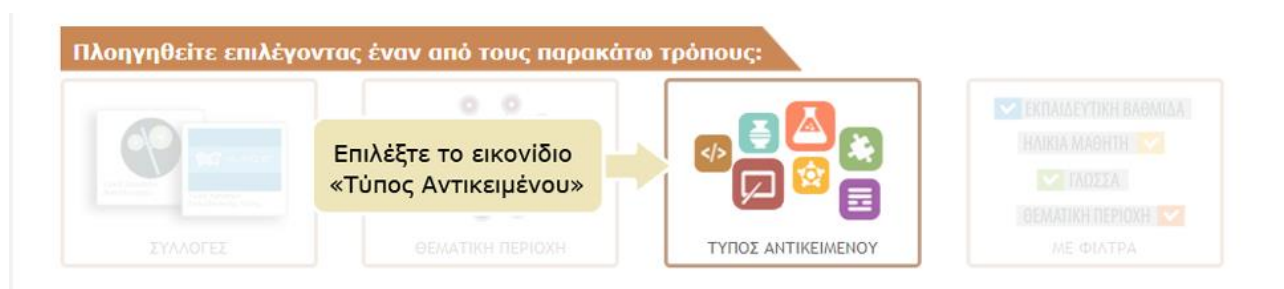 Πλοηγηθείτε επιλέγοντας έναν από τους παρακάτω τρόπους:
Επιλέξτε το εικονίδιο
«Τύπος Αντικειμένου»
</>
ΕΚΠΑΙΔΕΥΤΙΚΗ ΒΑΘΜΙΔΑ
ΗΛΙΚΙΑ ΜΑΘΗΤΗ
ΓΛΩΣΣΑ
ΘΕΜΑΤΙΚΗ ΠΕΡΙΟΧΗ
ΣΥΛΛΟΓΕΣ
ΘΕΜΑΤΙΚΗ ΠΕΡΙΟΧΗ
ΤΥΠΟΣ ΑΝΤΙΚΕΙΜΕΝΟΥ
ΜΕ ΦΙΛΤΡΑ